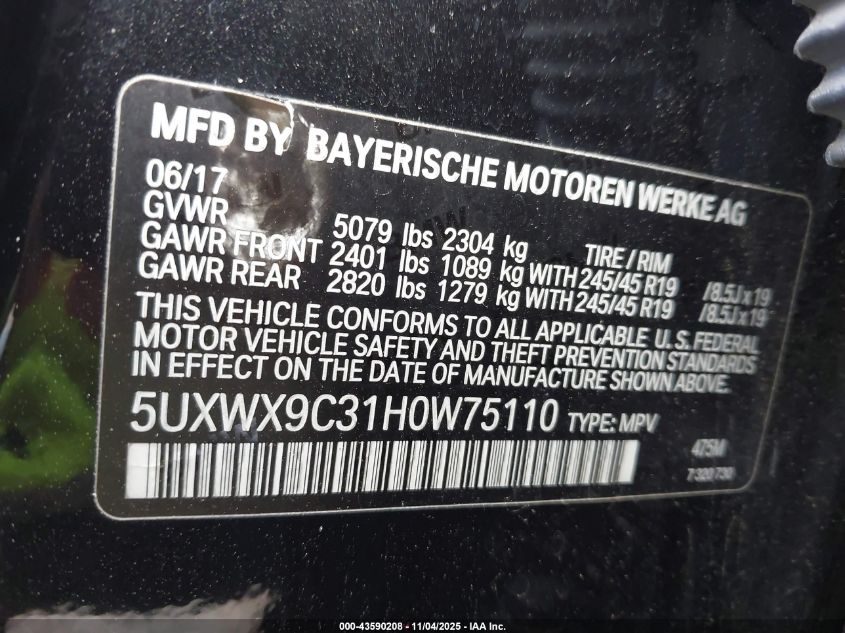 MFD BY BAYERISCHE MOTOREN WERKE AG
06/17
GVWR 5079 lbs 2304 kg TIRE / RIM
GAWR FRONT 2401 lbs 1089 kg WITH 245/45 R19 /8.5J x 19
GAWR REAR 2820 lbs 1279 kg WITH 245/45 R19 /8.5J x 19
THIS VEHICLE CONFORMS TO ALL APPLICABLE U.S. FEDERAL
MOTOR VEHICLE SAFETY AND THEFT PREVENTION STANDARDS
IN EFFECT ON THE DATE OF MANUFACTURE SHOWN ABOVE.
5UXWX9C31H0W75110 TYPE: MPV
475M
7 320 730
000-43590208 - 11/04/2025 - IAA Inc.